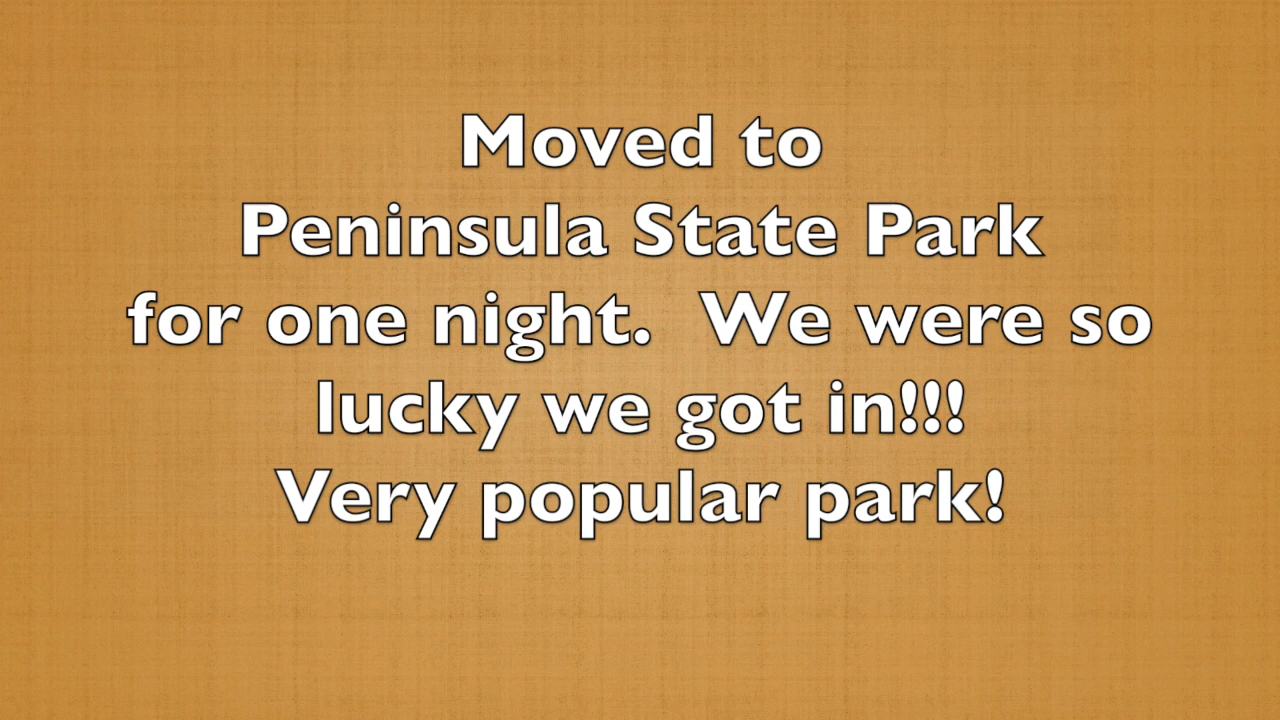 Moved to
Peninsula State Park
for one night.  We were so
lucky we got in!!!
Very popular park!